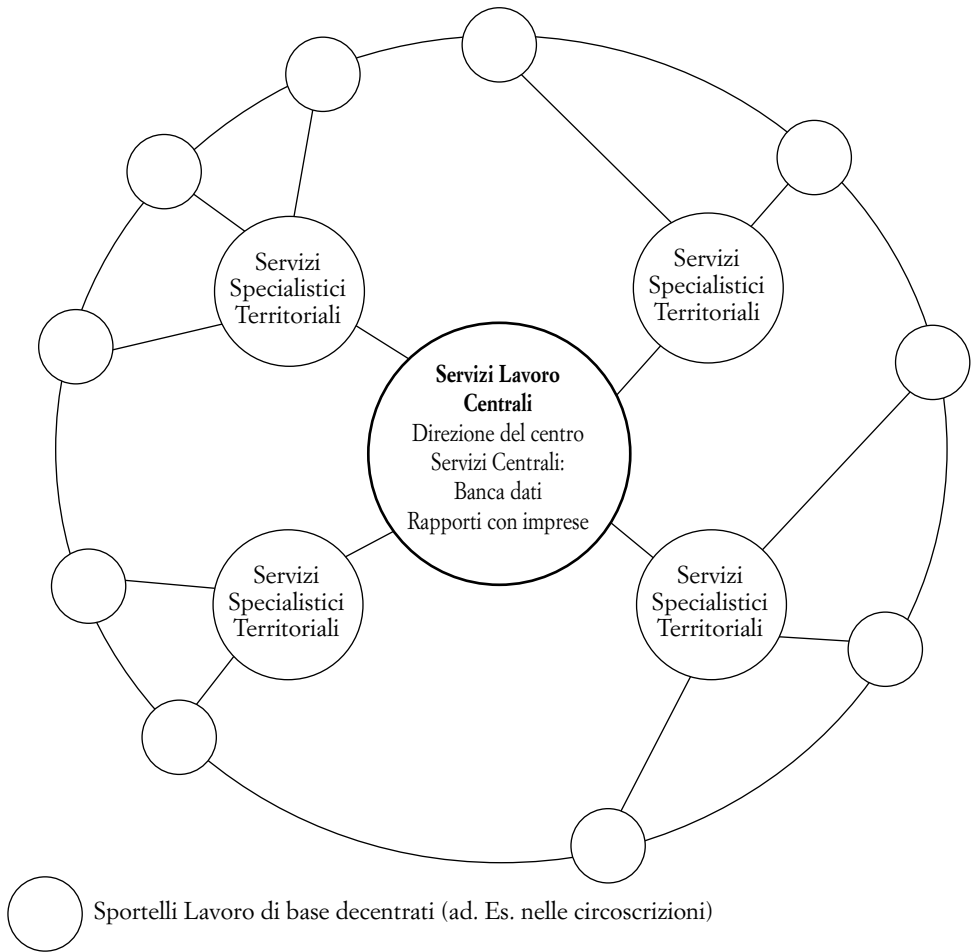 Servizi
Specialistici
Territoriali
Servizi
Specialistici
Territoriali
Servizi Lavoro
Centrali
Direzione del centro
Servizi Centrali:
Banca dati
Rapporti con imprese
Servizi
Specialistici
Territoriali
Servizi
Specialistici
Territoriali
Sportelli Lavoro di base decentrati (ad. Es. nelle circoscrizioni)